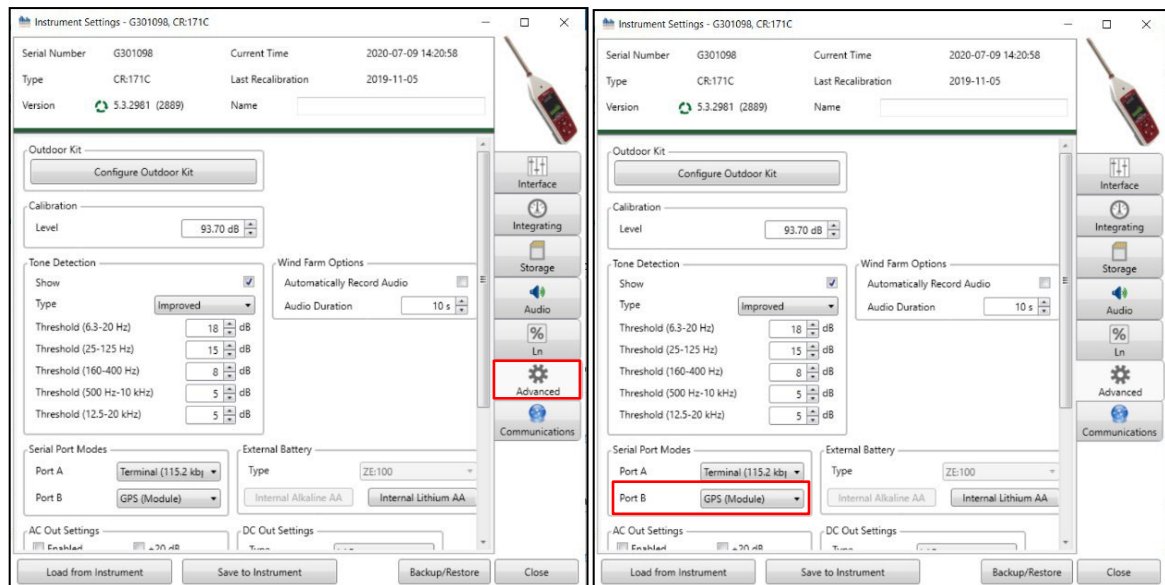 Instrument Settings - G301098, CR:171C
Serial Number G301098 Current Time 2020-07-09 14:20:58
Type CR:171C Last Recalibration 2019-11-05
Version 5.3.2981 (2889) Name
Outdoor Kit
Configure Outdoor Kit
Calibration
Level 93.70 dB
Tone Detection
Show
Type Improved
Threshold (6.3-20 Hz) 18 dB
Threshold (25-125 Hz) 15 dB
Threshold (160-400 Hz) 8 dB
Threshold (500 Hz-10 kHz) 5 dB
Threshold (12.5-20 kHz) 5 dB
Wind Farm Options
Automatically Record Audio
Audio Duration 10 s
Serial Port Modes
Port A Terminal (115.2 kb
Port B GPS (Module)
External Battery
Type ZE:100
Internal Alkaline AA Internal Lithium AA
AC Out Settings
Enabled +20 dB
DC Out Settings
Type
Interface
Integrating
Storage
Audio
%
Ln
Advanced
Communications
Load from Instrument Save to Instrument Backup/Restore Close
Instrument Settings - G301098, CR:171C
Serial Number G301098 Current Time 2020-07-09 14:20:58
Type CR:171C Last Recalibration 2019-11-05
Version 5.3.2981 (2889) Name
Outdoor Kit
Configure Outdoor Kit
Calibration
Level 93.70 dB
Tone Detection
Show
Type Improved
Threshold (6.3-20 Hz) 18 dB
Threshold (25-125 Hz) 15 dB
Threshold (160-400 Hz) 8 dB
Threshold (500 Hz-10 kHz) 5 dB
Threshold (12.5-20 kHz) 5 dB
Wind Farm Options
Automatically Record Audio
Audio Duration 10 s
Serial Port Modes
Port A Terminal (115.2 kb
Port B GPS (Module)
External Battery
Type ZE:100
Internal Alkaline AA Internal Lithium AA
AC Out Settings
Enabled +20 dB
DC Out Settings
Type
Interface
Integrating
Storage
Audio
%
Ln
Advanced
Communications
Load from Instrument Save to Instrument Backup/Restore Close